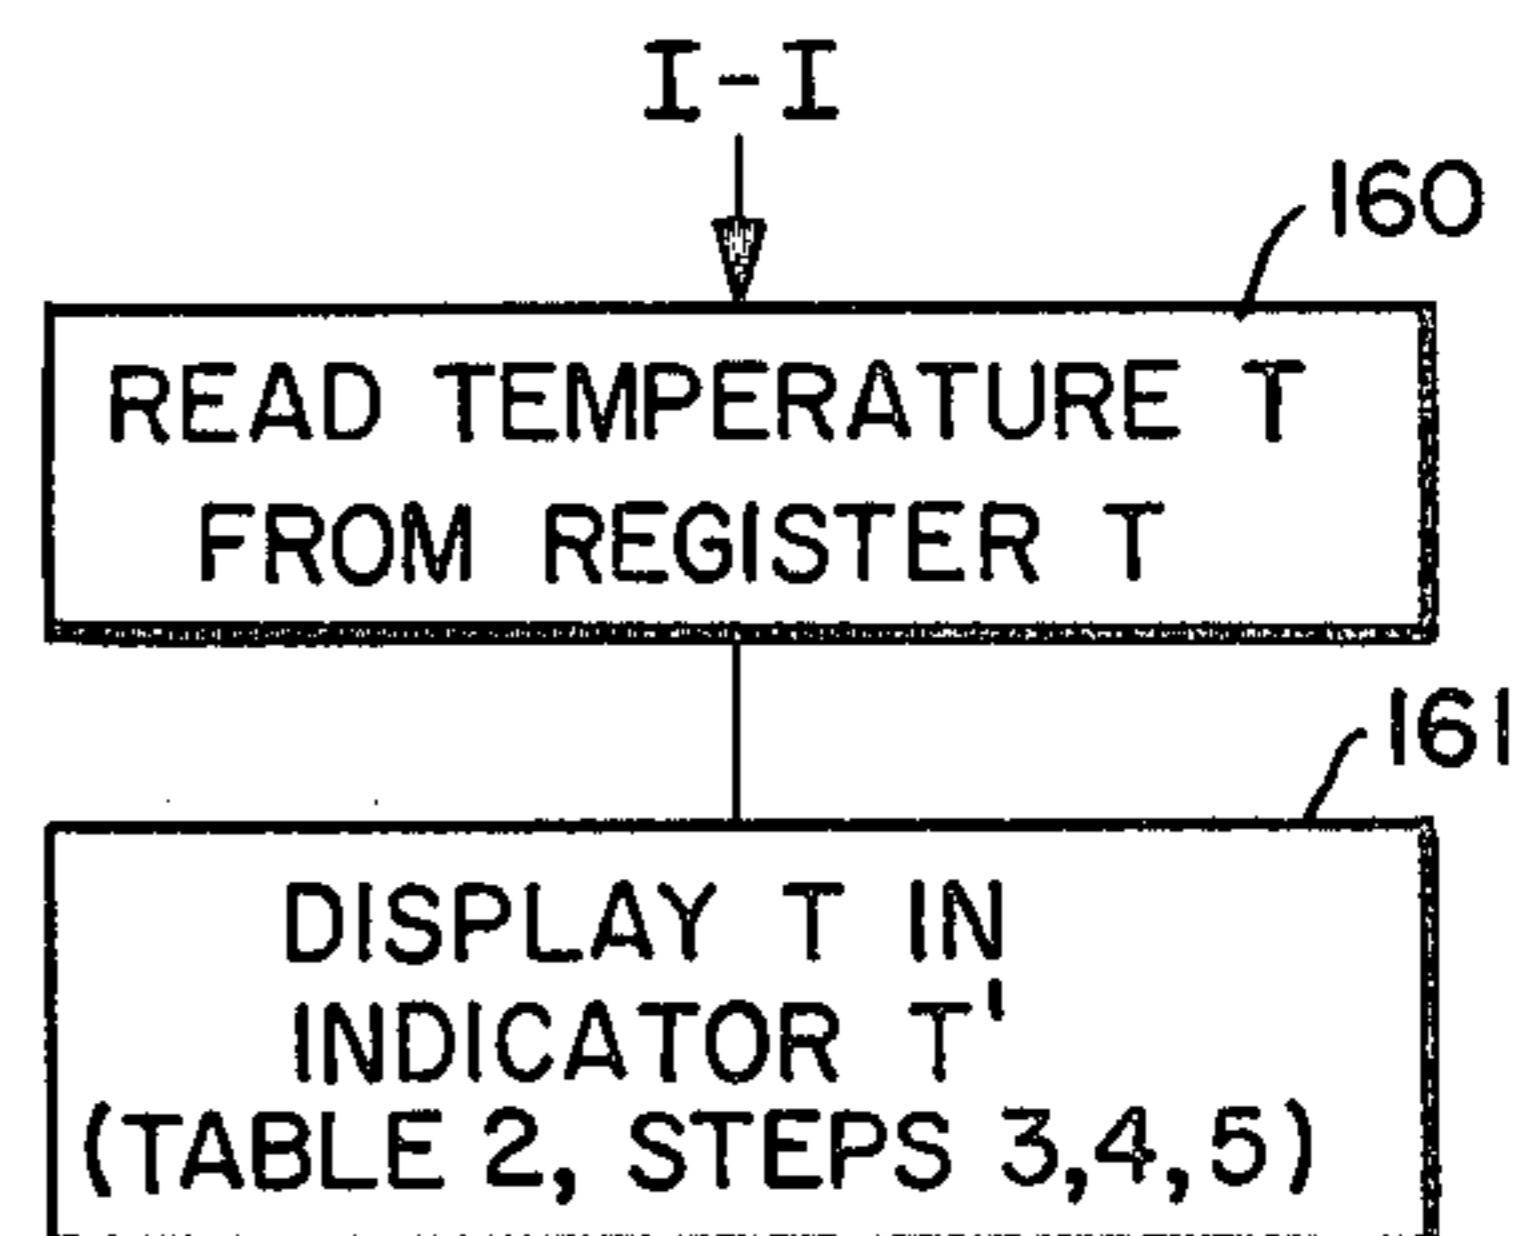 I-I
160
READ TEMPERATURE T
FROM REGISTER T
161
DISPLAY T IN
INDICATOR T'
(TABLE 2, STEPS 3,4,5)